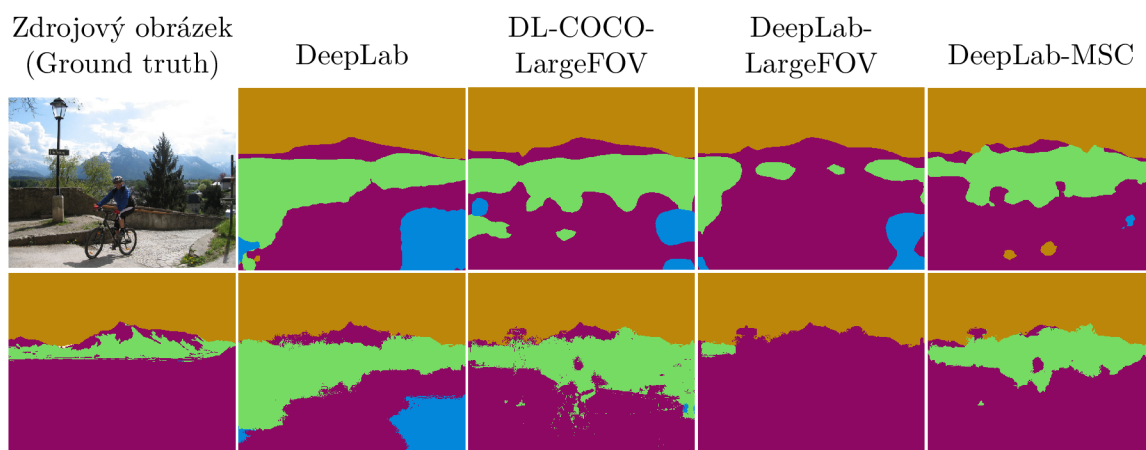 Zdrojový obrázek
(Ground truth)
DeepLab
DL-COCO-
LargeFOV
DeepLab-
LargeFOV
DeepLab-MSC